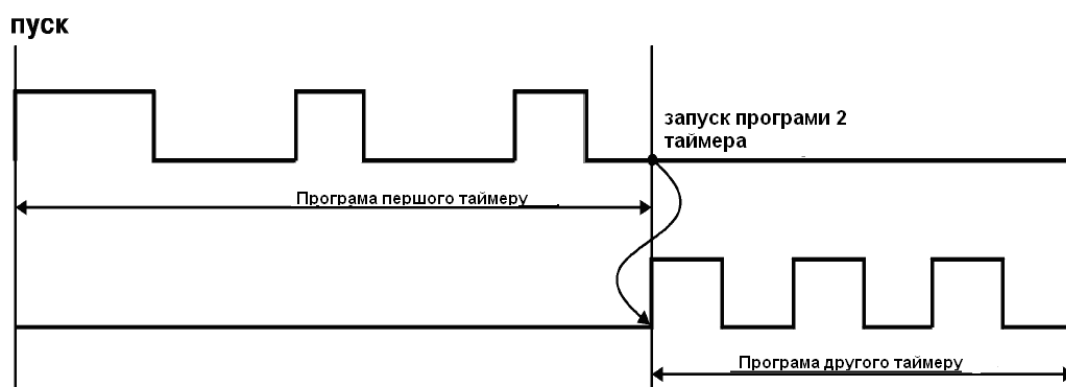 пуск
запуск програми 2
таймера
Програма першого таймеру
Програма другого таймеру